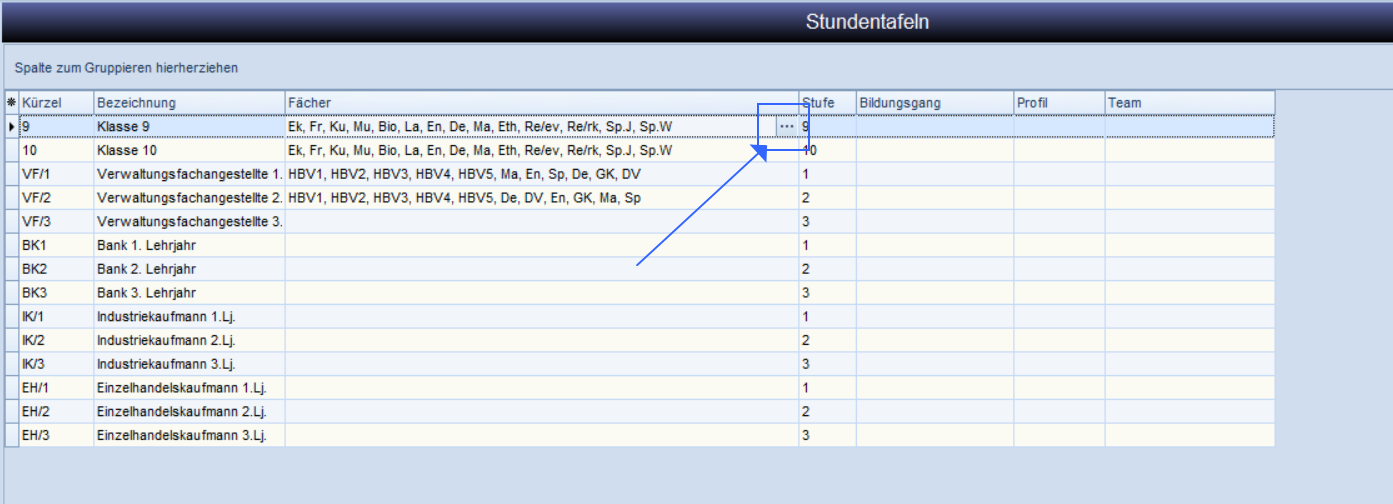 Stundentafeln
Spalte zum Gruppieren hierherziehen
Kürzel Bezeichnung Fächer Stufe Bildungsgang Profil Team
9 Klasse 9 Ek, Fr, Ku, Mu, Bio, La, En, De, Ma, Eth, Re/ev, Re/rk, Sp.J, Sp.W ... 9
10 Klasse 10 Ek, Fr, Ku, Mu, Bio, La, En, De, Ma, Eth, Re/ev, Re/rk, Sp.J, Sp.W 10
VF/1 Verwaltungsfachangestellte 1. HBV1, HBV2, HBV3, HBV4, HBV5, Ma, En, Sp, De, GK, DV 1
VF/2 Verwaltungsfachangestellte 2. HBV1, HBV2, HBV3, HBV4, HBV5, De, DV, En, GK, Ma, Sp 2
VF/3 Verwaltungsfachangestellte 3. 3
BK1 Bank 1. Lehrjahr 1
BK2 Bank 2. Lehrjahr 2
BK3 Bank 3. Lehrjahr 3
IK/1 Industriekaufmann 1.Lj. 1
IK/2 Industriekaufmann 2.Lj. 2
IK/3 Industriekaufmann 3.Lj. 3
EH/1 Einzelhandelskaufmann 1.Lj. 1
EH/2 Einzelhandelskaufmann 2.Lj. 2
EH/3 Einzelhandelskaufmann 3.Lj. 3